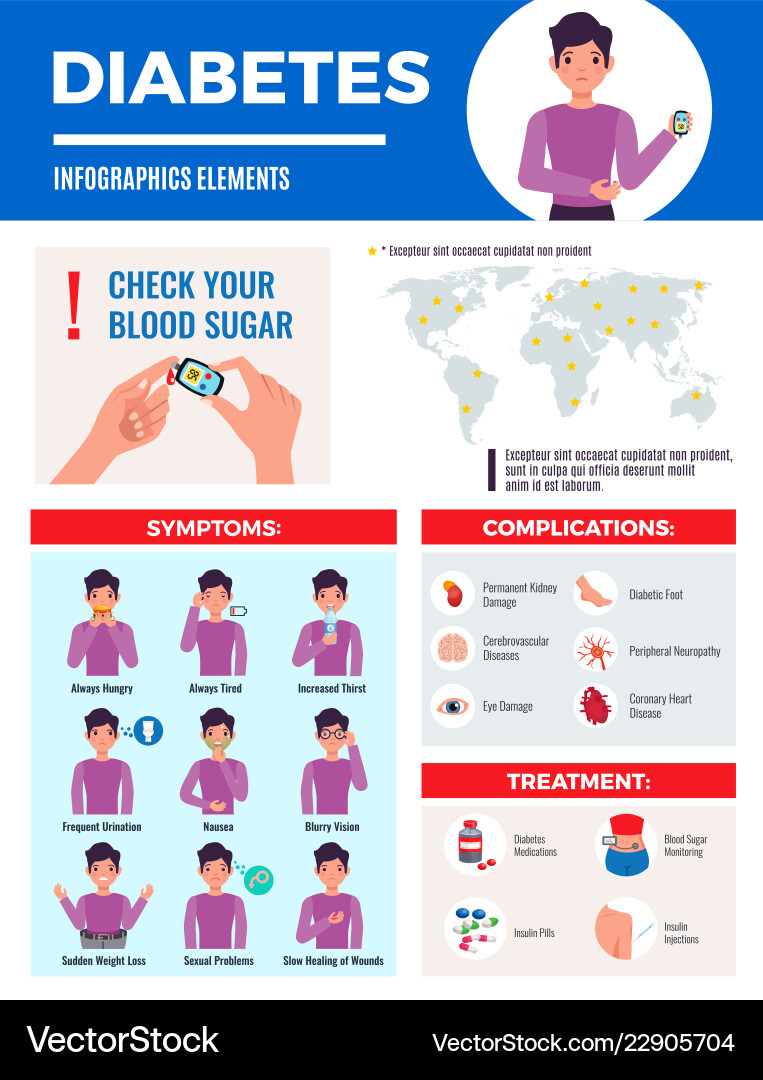 DIABETES
INFOGRAPHICS ELEMENTS
! CHECK YOUR
BLOOD SUGAR
* Excepteur sint occaecat cupidatat non proident
Excepteur sint occaecat cupidatat non proident,
sunt in culpa qui officia deserunt mollit
anim id est laborum.
SYMPTOMS:
Always Hungry
Always Tired
Increased Thirst
Frequent Urination
Nausea
Blurry Vision
Sudden Weight Loss
Sexual Problems
Slow Healing of Wounds
COMPLICATIONS:
Permanent Kidney
Damage
Diabetic Foot
Cerebrovascular
Diseases
Peripheral Neuropathy
Eye Damage
Coronary Heart
Disease
TREATMENT:
Diabetes
Medications
Blood Sugar
Monitoring
Insulin Pills
Insulin
Injections
VectorStock
VectorStock.com/22905704